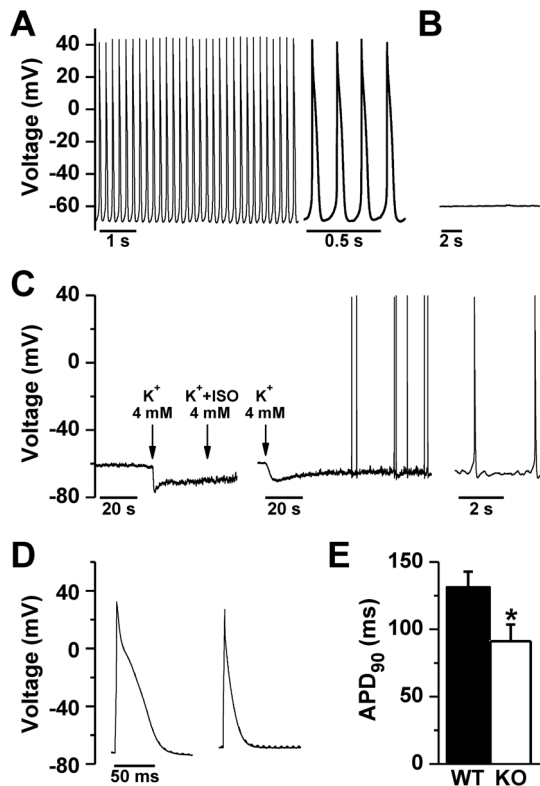 A
B
Voltage (mV)
40
20
0
-20
-40
-60
1 s
0.5 s
2 s
C
Voltage (mV)
40
0
-40
-60
-80
K+ 4 mM
K++ISO 4 mM
K+ 4 mM
20 s
20 s
2 s
D
Voltage (mV)
40
0
-40
-80
50 ms
E
APD90 (ms)
150
100
50
0
*
WT KO